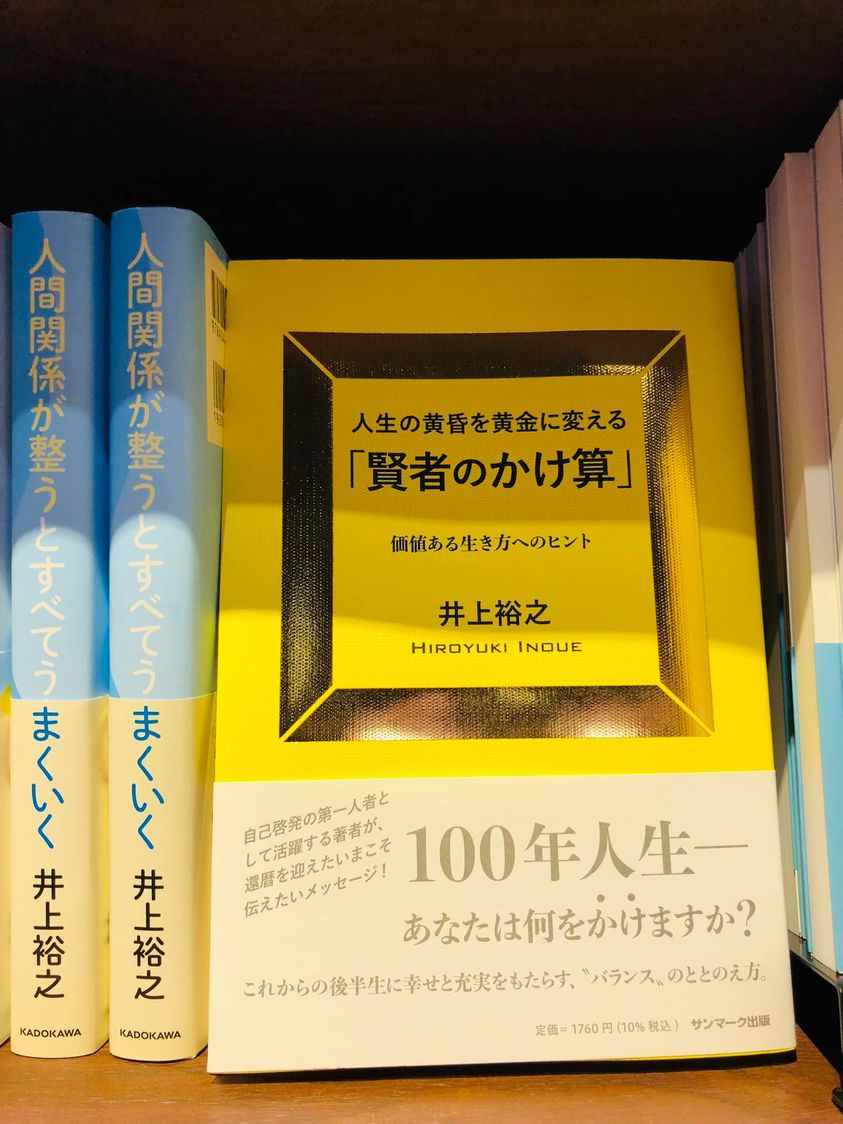 人間関係が整うとすべてうまくいく
井上裕之
KADOKAWA
人間関係が整うとすべてうまくいく
井上裕之
KADOKAWA
人生の黄昏を黄金に変える
「賢者のかけ算」
価値ある生き方へのヒント
井上裕之
HIROYUKI INOUE
自己啓発の第一人者と
して活躍する著者が、
還暦を迎えたいまこそ
伝えたいメッセージ!
100年人生―
あなたは何をかけますか?
これからの後半生に幸せと充実をもたらす、〝バランス〟のととのえ方。
定価=1760円(10%税込) サンマーク出版